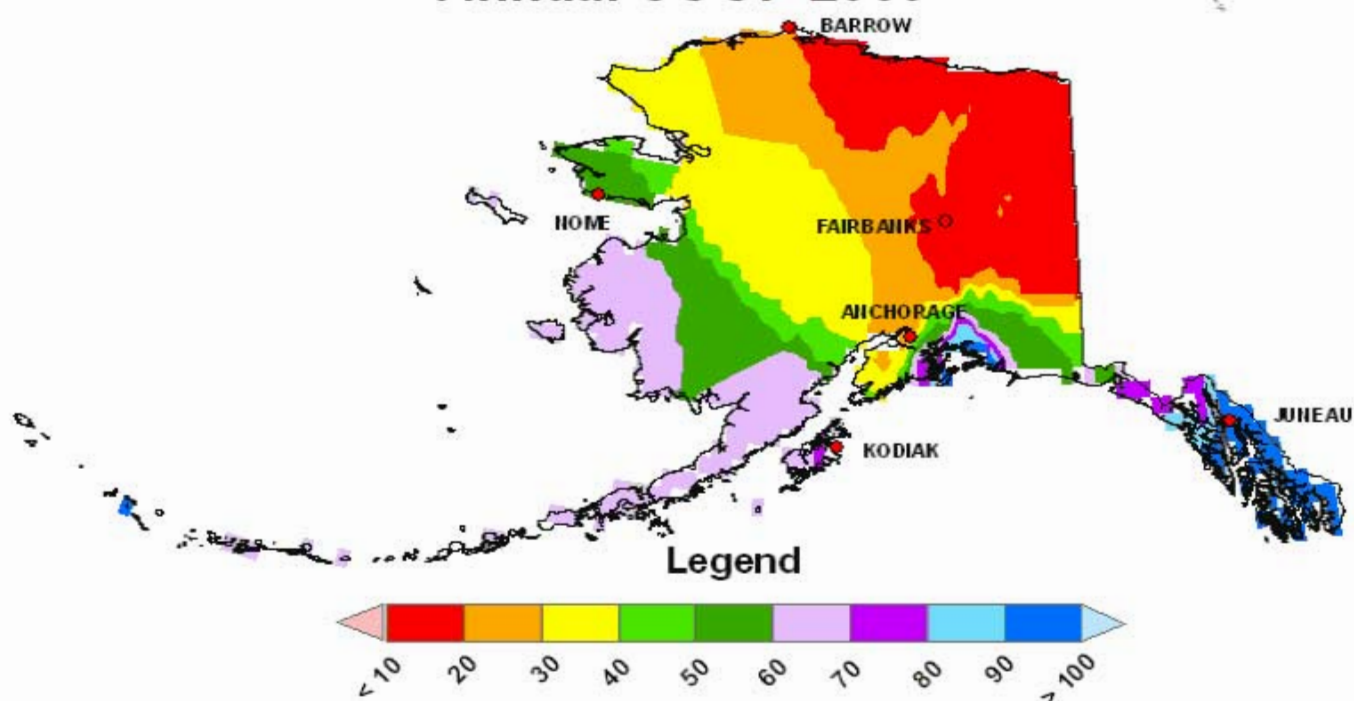 BARROW
NOME
FAIRBANKS
ANCHORAGE
JUNEAU
KODIAK
Legend
< 10
20
30
40
50
60
70
80
90
> 100